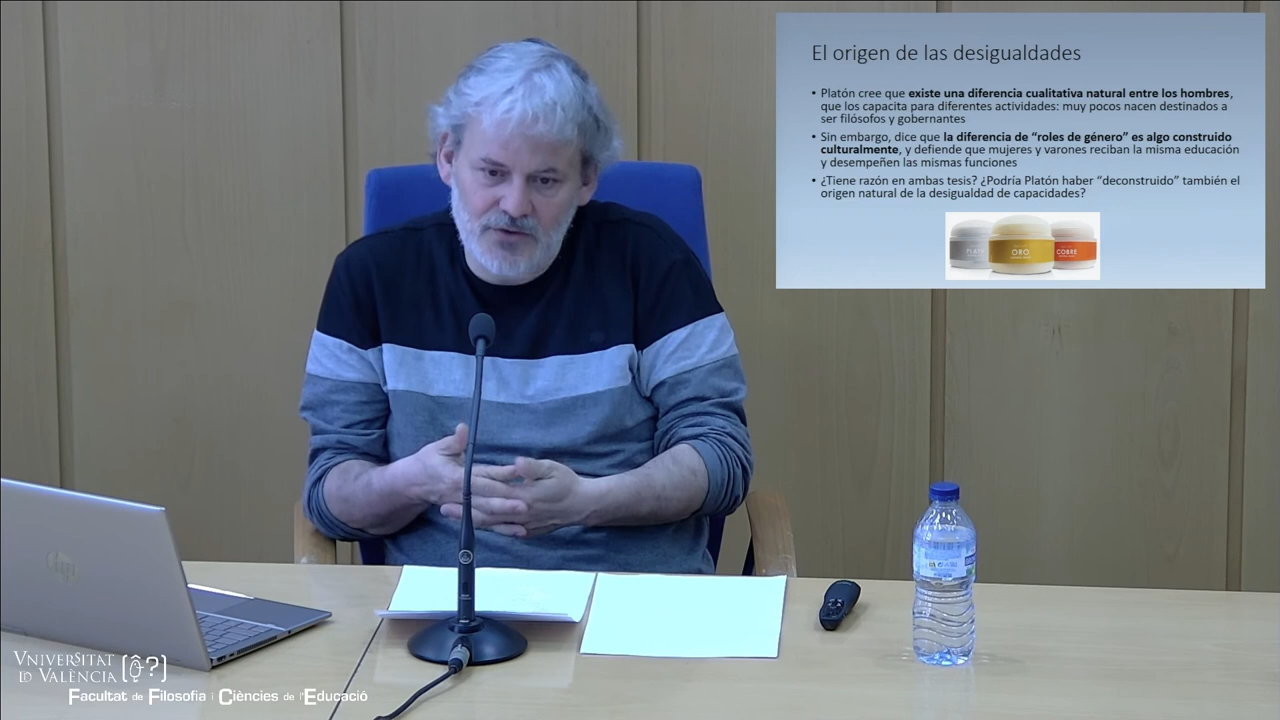 El origen de las desigualdades
• Platón cree que existe una diferencia cualitativa natural entre los hombres,
que los capacita para diferentes actividades: muy pocos nacen destinados a
ser filósofos y gobernantes
• Sin embargo, dice que la diferencia de “roles de género” es algo construido
culturalmente, y defiende que mujeres y varones reciban la misma educación
y desempeñen las mismas funciones
• ¿Tiene razón en ambas tesis? ¿Podría Platón haber “deconstruido” también el
origen natural de la desigualdad de capacidades?
PLATA
ORO
COBRE
hp
VNIVERSITAT
ID VALÈNCIA [Q̂?]
Facultat de Filosofia i Ciències de l'Educació